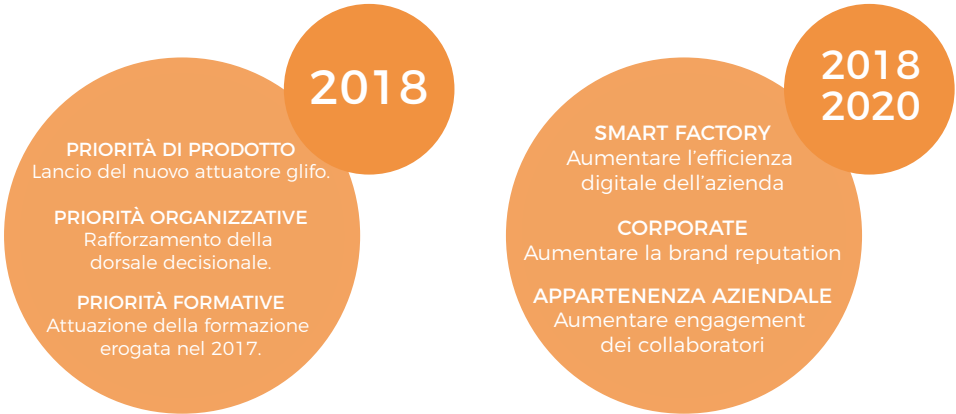 2018
PRIORITÀ DI PRODOTTO
Lancio del nuovo attuatore glifo.
PRIORITÀ ORGANIZZATIVE
Rafforzamento della
dorsale decisionale.
PRIORITÀ FORMATIVE
Attuazione della formazione
erogata nel 2017.
2018
2020
SMART FACTORY
Aumentare l'efficienza
digitale dell'azienda
CORPORATE
Aumentare la brand reputation
APPARTENENZA AZIENDALE
Aumentare engagement
dei collaboratori